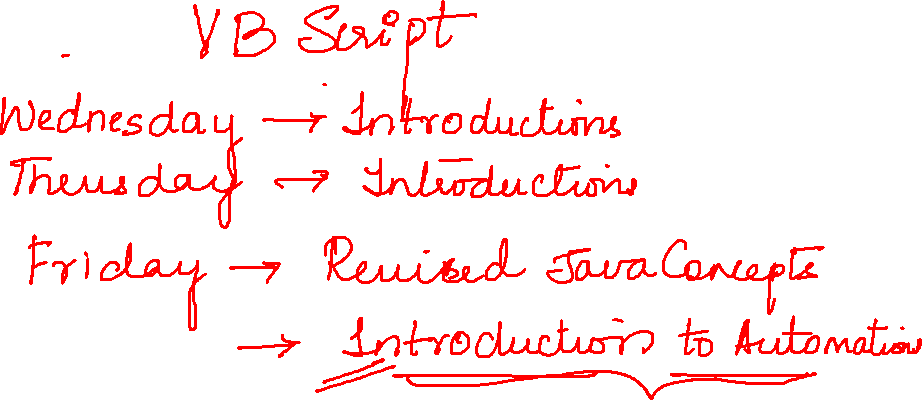 VB Script
Wednesday → Introductions
Thursday → Introductions
Friday → Revised Java Concepts
→ Introduction to Automation